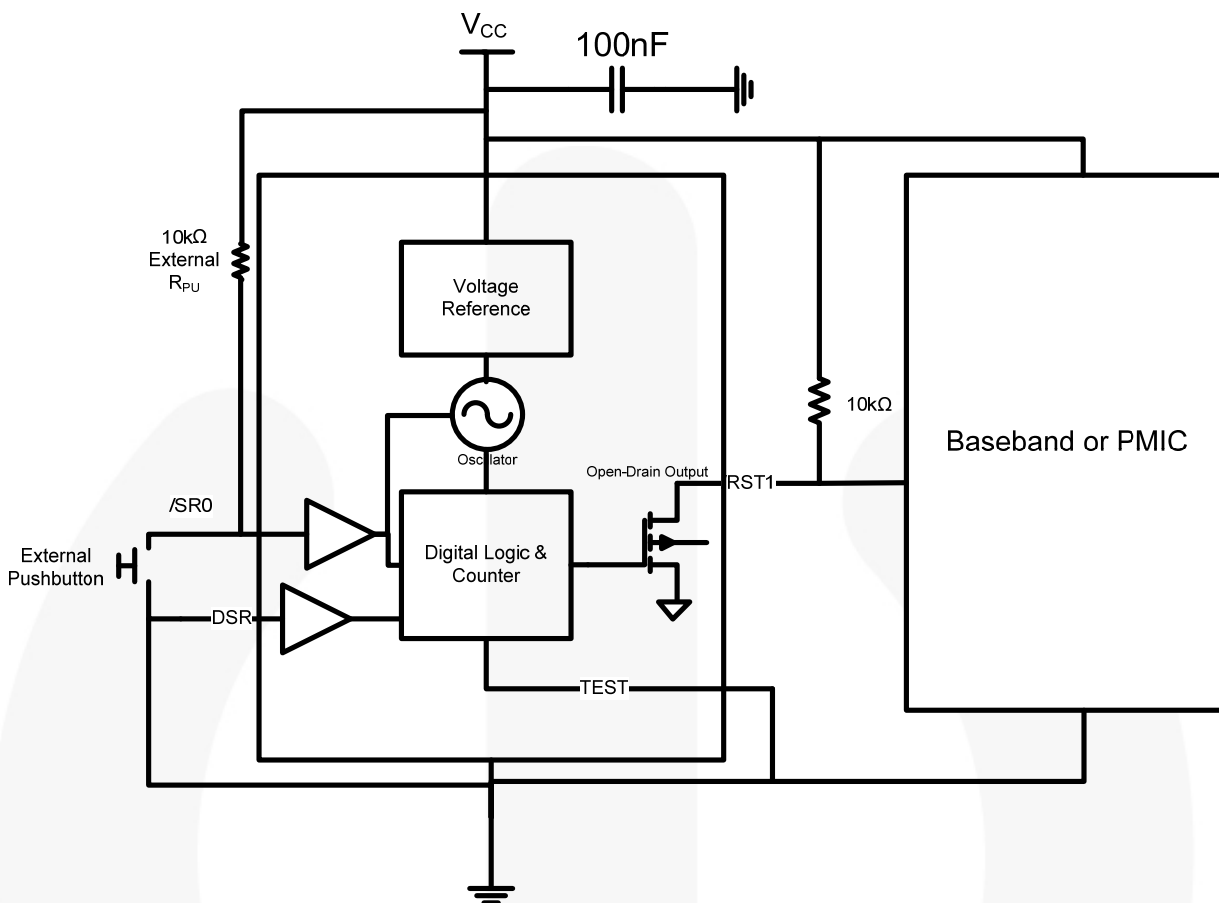 VCC
100nF
10kΩ
External
RPU
Voltage
Reference
Oscillator
Open-Drain Output
RST1
10kΩ
Baseband or PMIC
/SR0
External
Pushbutton
Digital Logic &
Counter
DSR
TEST